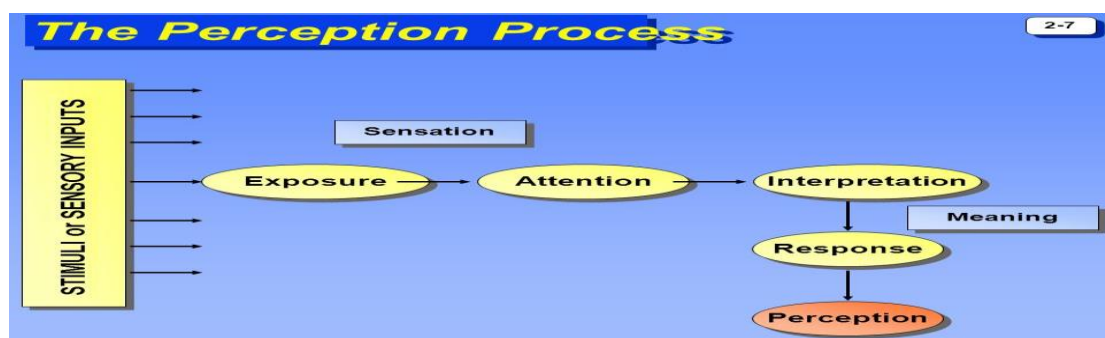 The Perception Process
2-7
STIMULI or SENSORY INPUTS
Sensation
Exposure
Attention
Interpretation
Meaning
Response
Perception